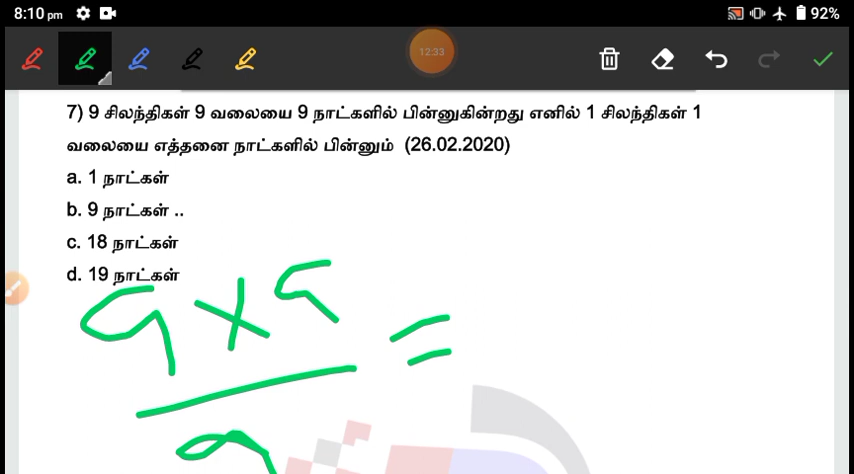 8:10 pm 92%
12:33
7) 9 சிலந்திகள் 9 வலையை 9 நாட்களில் பின்னுகின்றது எனில் 1 சிலந்திகள் 1
வலையை எத்தனை நாட்களில் பின்னும் (26.02.2020)
a. 1 நாட்கள்
b. 9 நாட்கள் ..
c. 18 நாட்கள்
d. 19 நாட்கள்
9 x 9 =
9